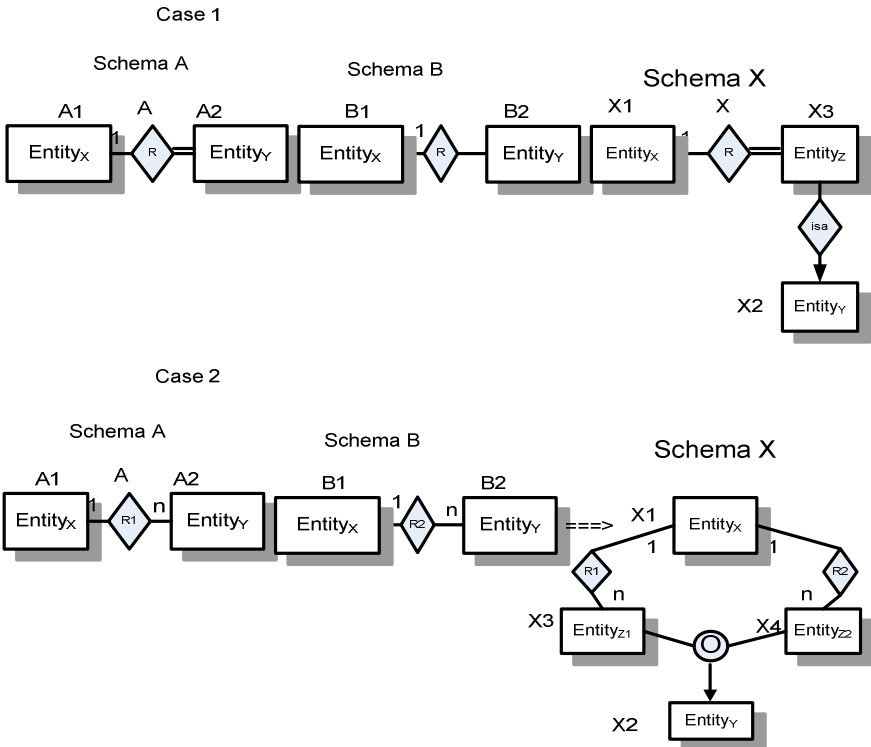 Case 1
Schema A
Schema B
Schema X
A1
A
A2
B1
B2
X1
X
X3
EntityX
1
R
EntityY
EntityX
1
R
EntityY
EntityX
1
R
EntityZ
isa
X2
EntityY
Case 2
Schema A
Schema B
Schema X
A1
A
A2
B1
B2
X1
EntityX
1
R1
n
EntityY
EntityX
1
R2
n
EntityY
===>
EntityX
1
1
R1
R2
n
n
X3
EntityZ1
X4
EntityZ2
O
X2
EntityY